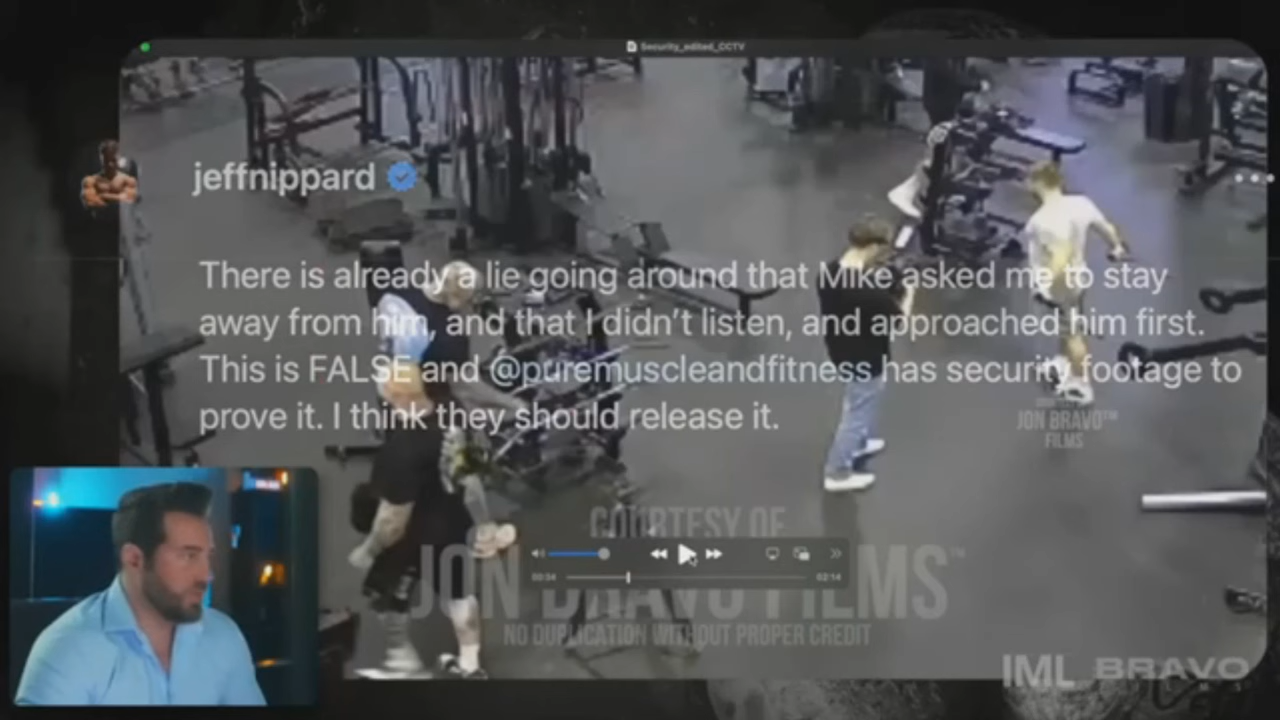 Security_edited_CCTV
jeffnippard
There is already a lie going around that Mike asked me to stay
away from him, and that I didn't listen, and approached him first.
This is FALSE and @puremuscleandfitness has security footage to
prove it. I think they should release it.
JON BRAVO™
FILMS
COURTESY OF
JON BRAVO FILMS™
00:34
02:14
NO DUPLICATION WITHOUT PROPER CREDIT
IML BRAVO